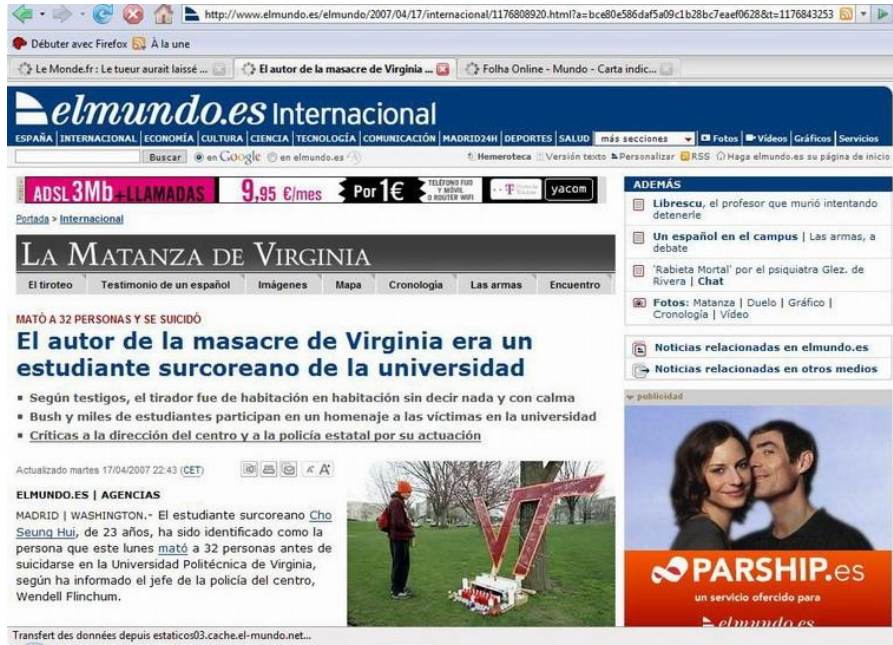 http://www.elmundo.es/elmundo/2007/04/17/internacional/1176808920.html?a=bce80e586daf5a09c1b28bc7eaef0628&t=1176843253
Débuter avec Firefox À la une
Le Monde.fr : Le tueur aurait laissé ... El autor de la masacre de Virginia ... Folha Online - Mundo - Carta indic...
elmundo.es Internacional
ESPAÑA | INTERNACIONAL | ECONOMÍA | CULTURA | CIENCIA | TECNOLOGÍA | COMUNICACIÓN | MADRID24H | DEPORTES | SALUD más secciones Fotos Vídeos Gráficos Servicios
Buscar en Google en elmundo.es Hemeroteca Versión texto Personalizar RSS Haga elmundo.es su página de inicio
ADSL 3Mb+LLAMADAS 9,95 €/mes Por 1€ TELÉFONO FIJO Y MÓVIL O ROUTER WIFI yacom
Portada > Internacional
LA MATANZA DE VIRGINIA
El tiroteo Testimonio de un español Imágenes Mapa Cronología Las armas Encuentro
MATÓ A 32 PERSONAS Y SE SUICIDÓ
El autor de la masacre de Virginia era un
estudiante surcoreano de la universidad
Según testigos, el tirador fue de habitación en habitación sin decir nada y con calma
Bush y miles de estudiantes participan en un homenaje a las víctimas en la universidad
Críticas a la dirección del centro y a la policía estatal por su actuación
Actualizado martes 17/04/2007 22:43 (CET)
ELMUNDO.ES | AGENCIAS
MADRID | WASHINGTON.- El estudiante surcoreano Cho
Seung Hui, de 23 años, ha sido identificado como la
persona que este lunes mató a 32 personas antes de
suicidarse en la Universidad Politécnica de Virginia,
según ha informado el jefe de la policía del centro,
Wendell Flinchum.
VT
ADEMÁS
Librescu, el profesor que murió intentando
detenerle
Un español en el campus | Las armas, a
debate
'Rabieta Mortal' por el psiquiatra Glez. de
Rivera | Chat
Fotos: Matanza | Duelo | Gráfico |
Cronología | Vídeo
Noticias relacionadas en elmundo.es
Noticias relacionadas en otros medios
publicidad
PARSHIP.es
un servicio ofercido para
elmundo.es
Transfert des données depuis estaticos03.cache.el-mundo.net...